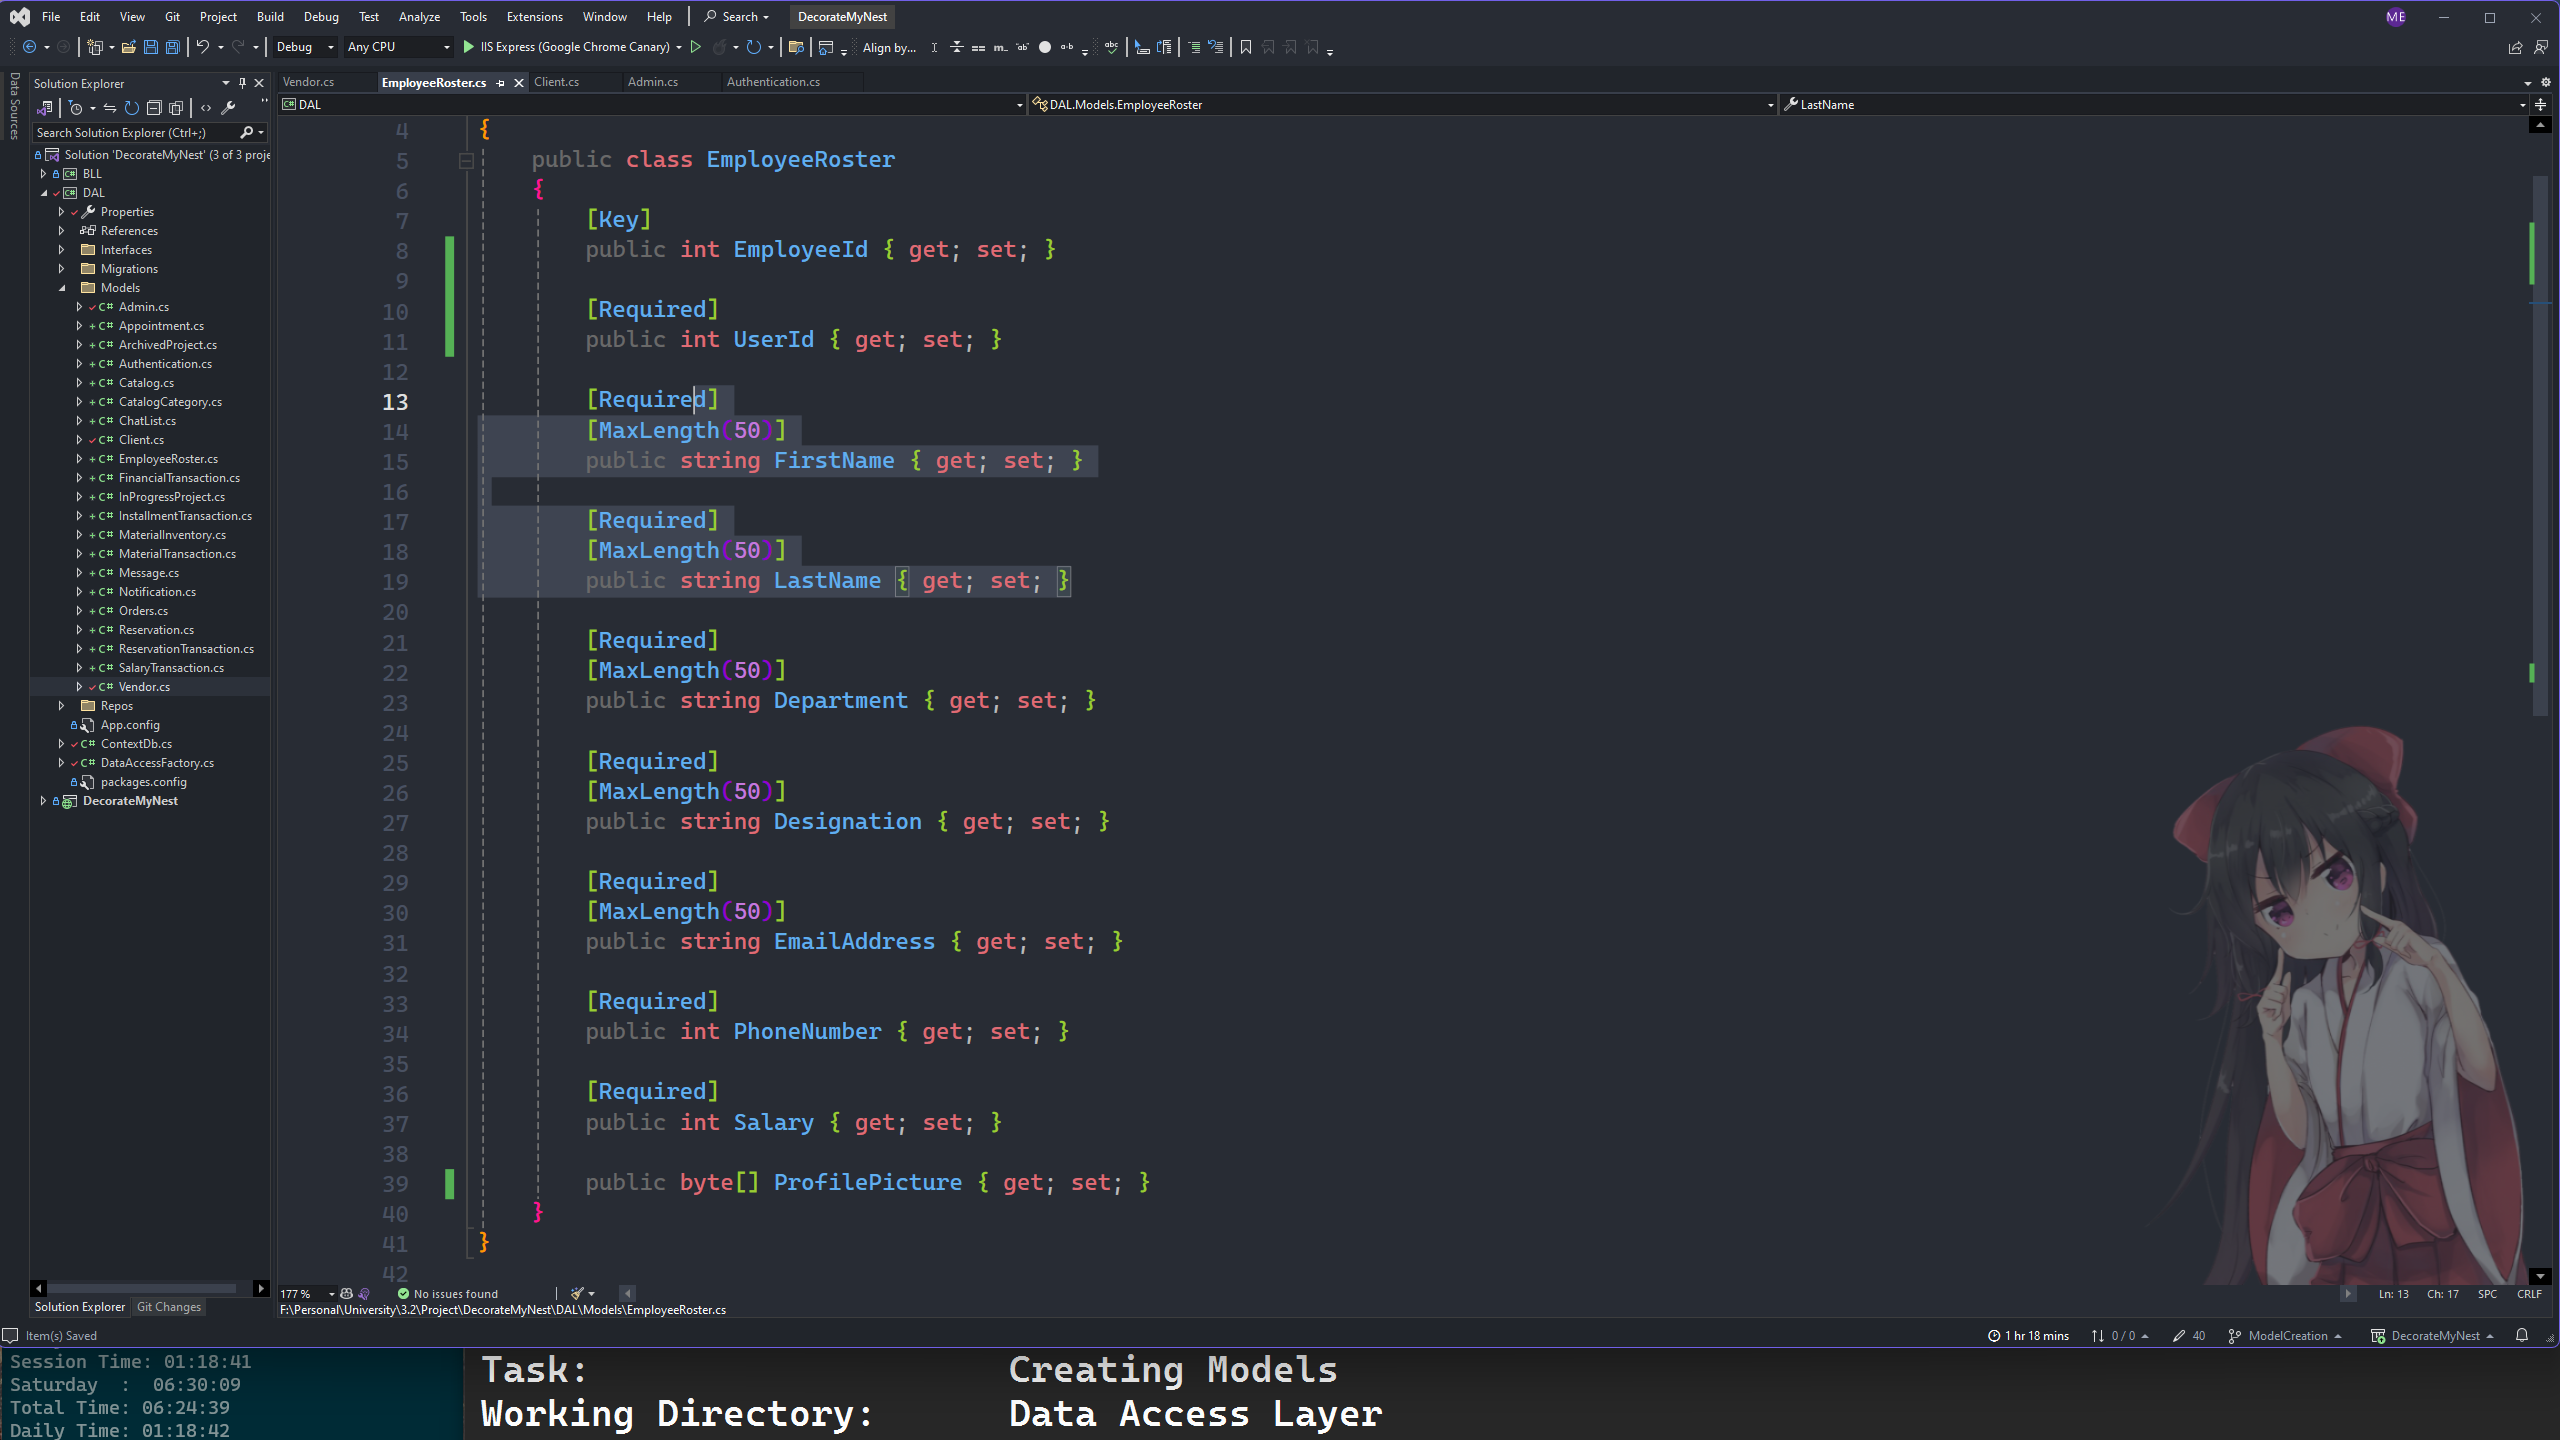 File Edit View Git Project Build Debug Test Analyze Tools Extensions Window Help Search DecorateMyNest ME
Debug Any CPU IIS Express (Google Chrome Canary) Align by...
Data Sources
Solution Explorer
Search Solution Explorer (Ctrl+;)
Solution 'DecorateMyNest' (3 of 3 proje
BLL
DAL
Properties
References
Interfaces
Migrations
Models
C# Admin.cs
C# Appointment.cs
C# ArchivedProject.cs
C# Authentication.cs
C# Catalog.cs
C# CatalogCategory.cs
C# ChatList.cs
C# Client.cs
C# EmployeeRoster.cs
C# FinancialTransaction.cs
C# InProgressProject.cs
C# InstallmentTransaction.cs
C# MaterialInventory.cs
C# MaterialTransaction.cs
C# Message.cs
C# Notification.cs
C# Orders.cs
C# Reservation.cs
C# ReservationTransaction.cs
C# SalaryTransaction.cs
C# Vendor.cs
Repos
App.config
C# ContextDb.cs
C# DataAccessFactory.cs
packages.config
DecorateMyNest
Solution Explorer Git Changes
Vendor.cs EmployeeRoster.cs Client.cs Admin.cs Authentication.cs
DAL DAL.Models.EmployeeRoster LastName
4 {
5 public class EmployeeRoster
6 {
7 [Key]
8 public int EmployeeId { get; set; }
9
10 [Required]
11 public int UserId { get; set; }
12
13 [Required]
14 [MaxLength(50)]
15 public string FirstName { get; set; }
16
17 [Required]
18 [MaxLength(50)]
19 public string LastName { get; set; }
20
21 [Required]
22 [MaxLength(50)]
23 public string Department { get; set; }
24
25 [Required]
26 [MaxLength(50)]
27 public string Designation { get; set; }
28
29 [Required]
30 [MaxLength(50)]
31 public string EmailAddress { get; set; }
32
33 [Required]
34 public int PhoneNumber { get; set; }
35
36 [Required]
37 public int Salary { get; set; }
38
39 public byte[] ProfilePicture { get; set; }
40 }
41 }
42
177 % No issues found Ln: 13 Ch: 17 SPC CRLF
F:\Personal\University\3.2\Project\DecorateMyNest\DAL\Models\EmployeeRoster.cs
Item(s) Saved 1 hr 18 mins 0 / 0 40 ModelCreation DecorateMyNest
Session Time: 01:18:41
Saturday : 06:30:09
Total Time: 06:24:39
Daily Time: 01:18:42
Task: Creating Models
Working Directory: Data Access Layer